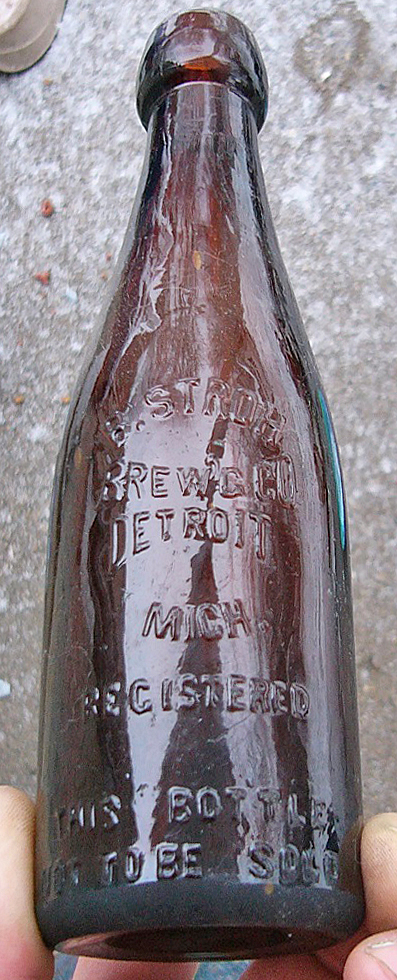 B. STROH
BREW'G CO
DETROIT
MICH.
REGISTERED
THIS BOTTLE
NOT TO BE SOLD